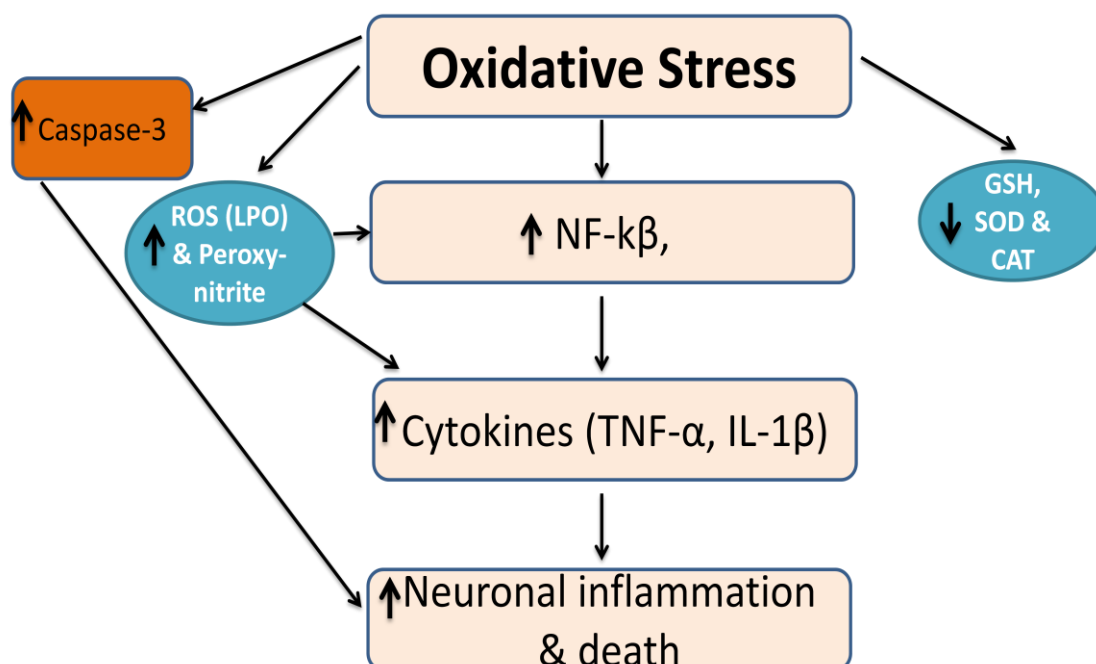 Oxidative Stress
Caspase-3
ROS (LPO)
& Peroxy-
nitrite
NF-kβ,
GSH,
SOD &
CAT
Cytokines (TNF-α, IL-1β)
Neuronal inflammation
& death